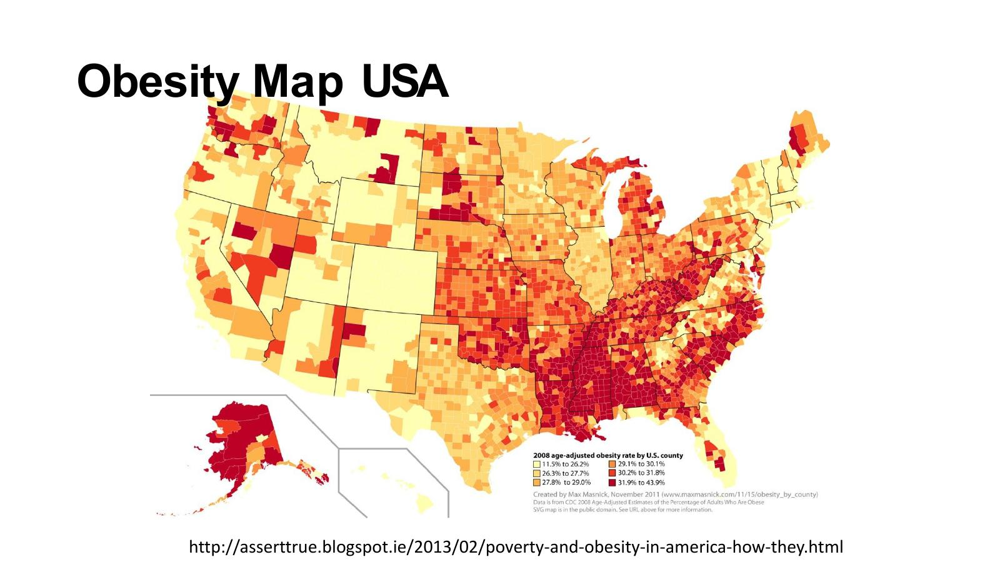 Obesity Map USA
2008 age-adjusted obesity rate by U.S. county
11.5% to 26.2%
29.1% to 30.1%
26.3% to 27.7%
30.2% to 31.8%
27.8% to 29.0%
31.9% to 43.9%
Created by Max Masnick, November 2011 (www.maxmasnick.com/11/15/obesity_by_county)
Data is from CDC 2008 Age-Adjusted Estimates of the Percentage of Adults Who Are Obese
SVG map is in the public domain. See URL above for more information.
http://asserttrue.blogspot.ie/2013/02/poverty-and-obesity-in-america-how-they.html